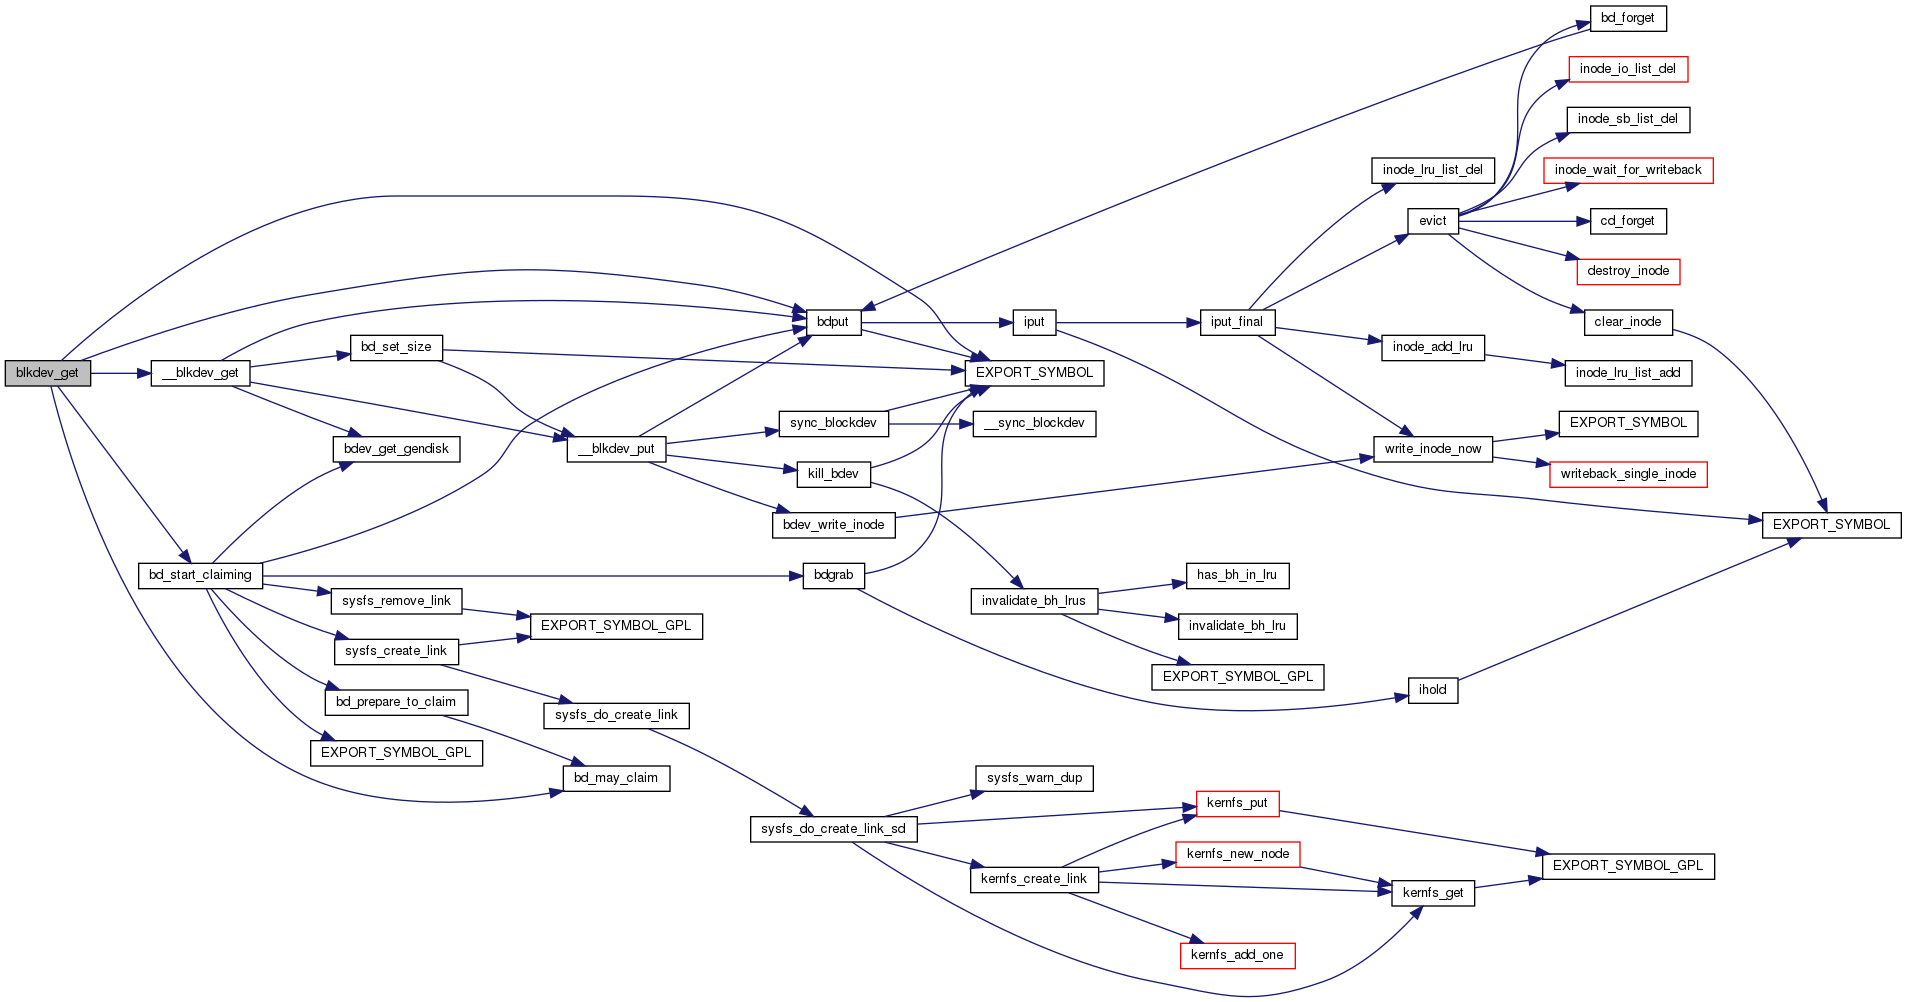 bd_forget
inode_io_list_del
inode_sb_list_del
inode_lru_list_del
inode_wait_for_writeback
evict
cd_forget
destroy_inode
bdput
iput
iput_final
clear_inode
bd_set_size
inode_add_lru
blkdev_get
__blkdev_get
EXPORT_SYMBOL
inode_lru_list_add
sync_blockdev
__sync_blockdev
EXPORT_SYMBOL
bdev_get_gendisk
__blkdev_put
write_inode_now
kill_bdev
writeback_single_inode
bdev_write_inode
EXPORT_SYMBOL
bd_start_claiming
bdgrab
has_bh_in_lru
sysfs_remove_link
invalidate_bh_lrus
EXPORT_SYMBOL_GPL
invalidate_bh_lru
sysfs_create_link
EXPORT_SYMBOL_GPL
ihold
bd_prepare_to_claim
sysfs_do_create_link
EXPORT_SYMBOL_GPL
bd_may_claim
sysfs_warn_dup
kernfs_put
sysfs_do_create_link_sd
kernfs_new_node
EXPORT_SYMBOL_GPL
kernfs_create_link
kernfs_get
kernfs_add_one